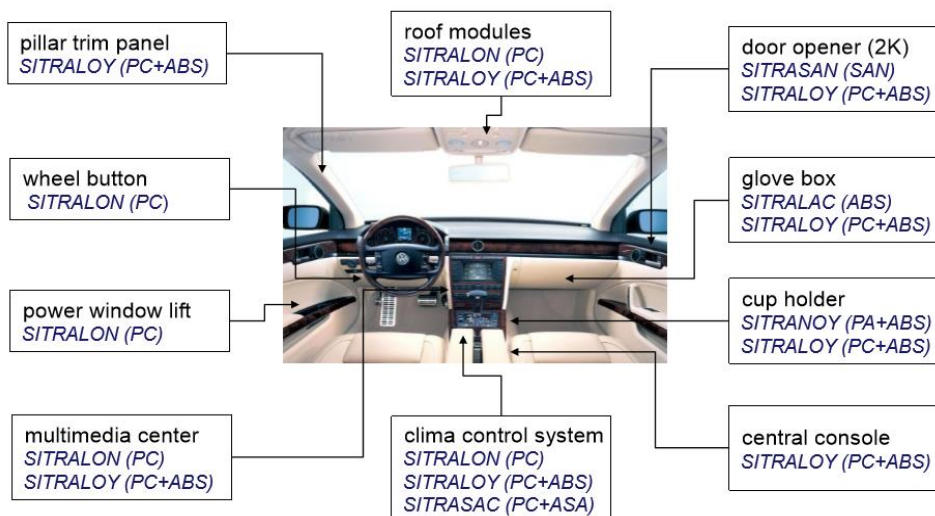 pillar trim panel
SITRALOY (PC+ABS)
roof modules
SITRALON (PC)
SITRALOY (PC+ABS)
door opener (2K)
SITRASAN (SAN)
SITRALOY (PC+ABS)
wheel button
SITRALON (PC)
glove box
SITRALAC (ABS)
SITRALOY (PC+ABS)
power window lift
SITRALON (PC)
cup holder
SITRANOY (PA+ABS)
SITRALOY (PC+ABS)
multimedia center
SITRALON (PC)
SITRALOY (PC+ABS)
clima control system
SITRALON (PC)
SITRALOY (PC+ABS)
SITRASAC (PC+ASA)
central console
SITRALOY (PC+ABS)